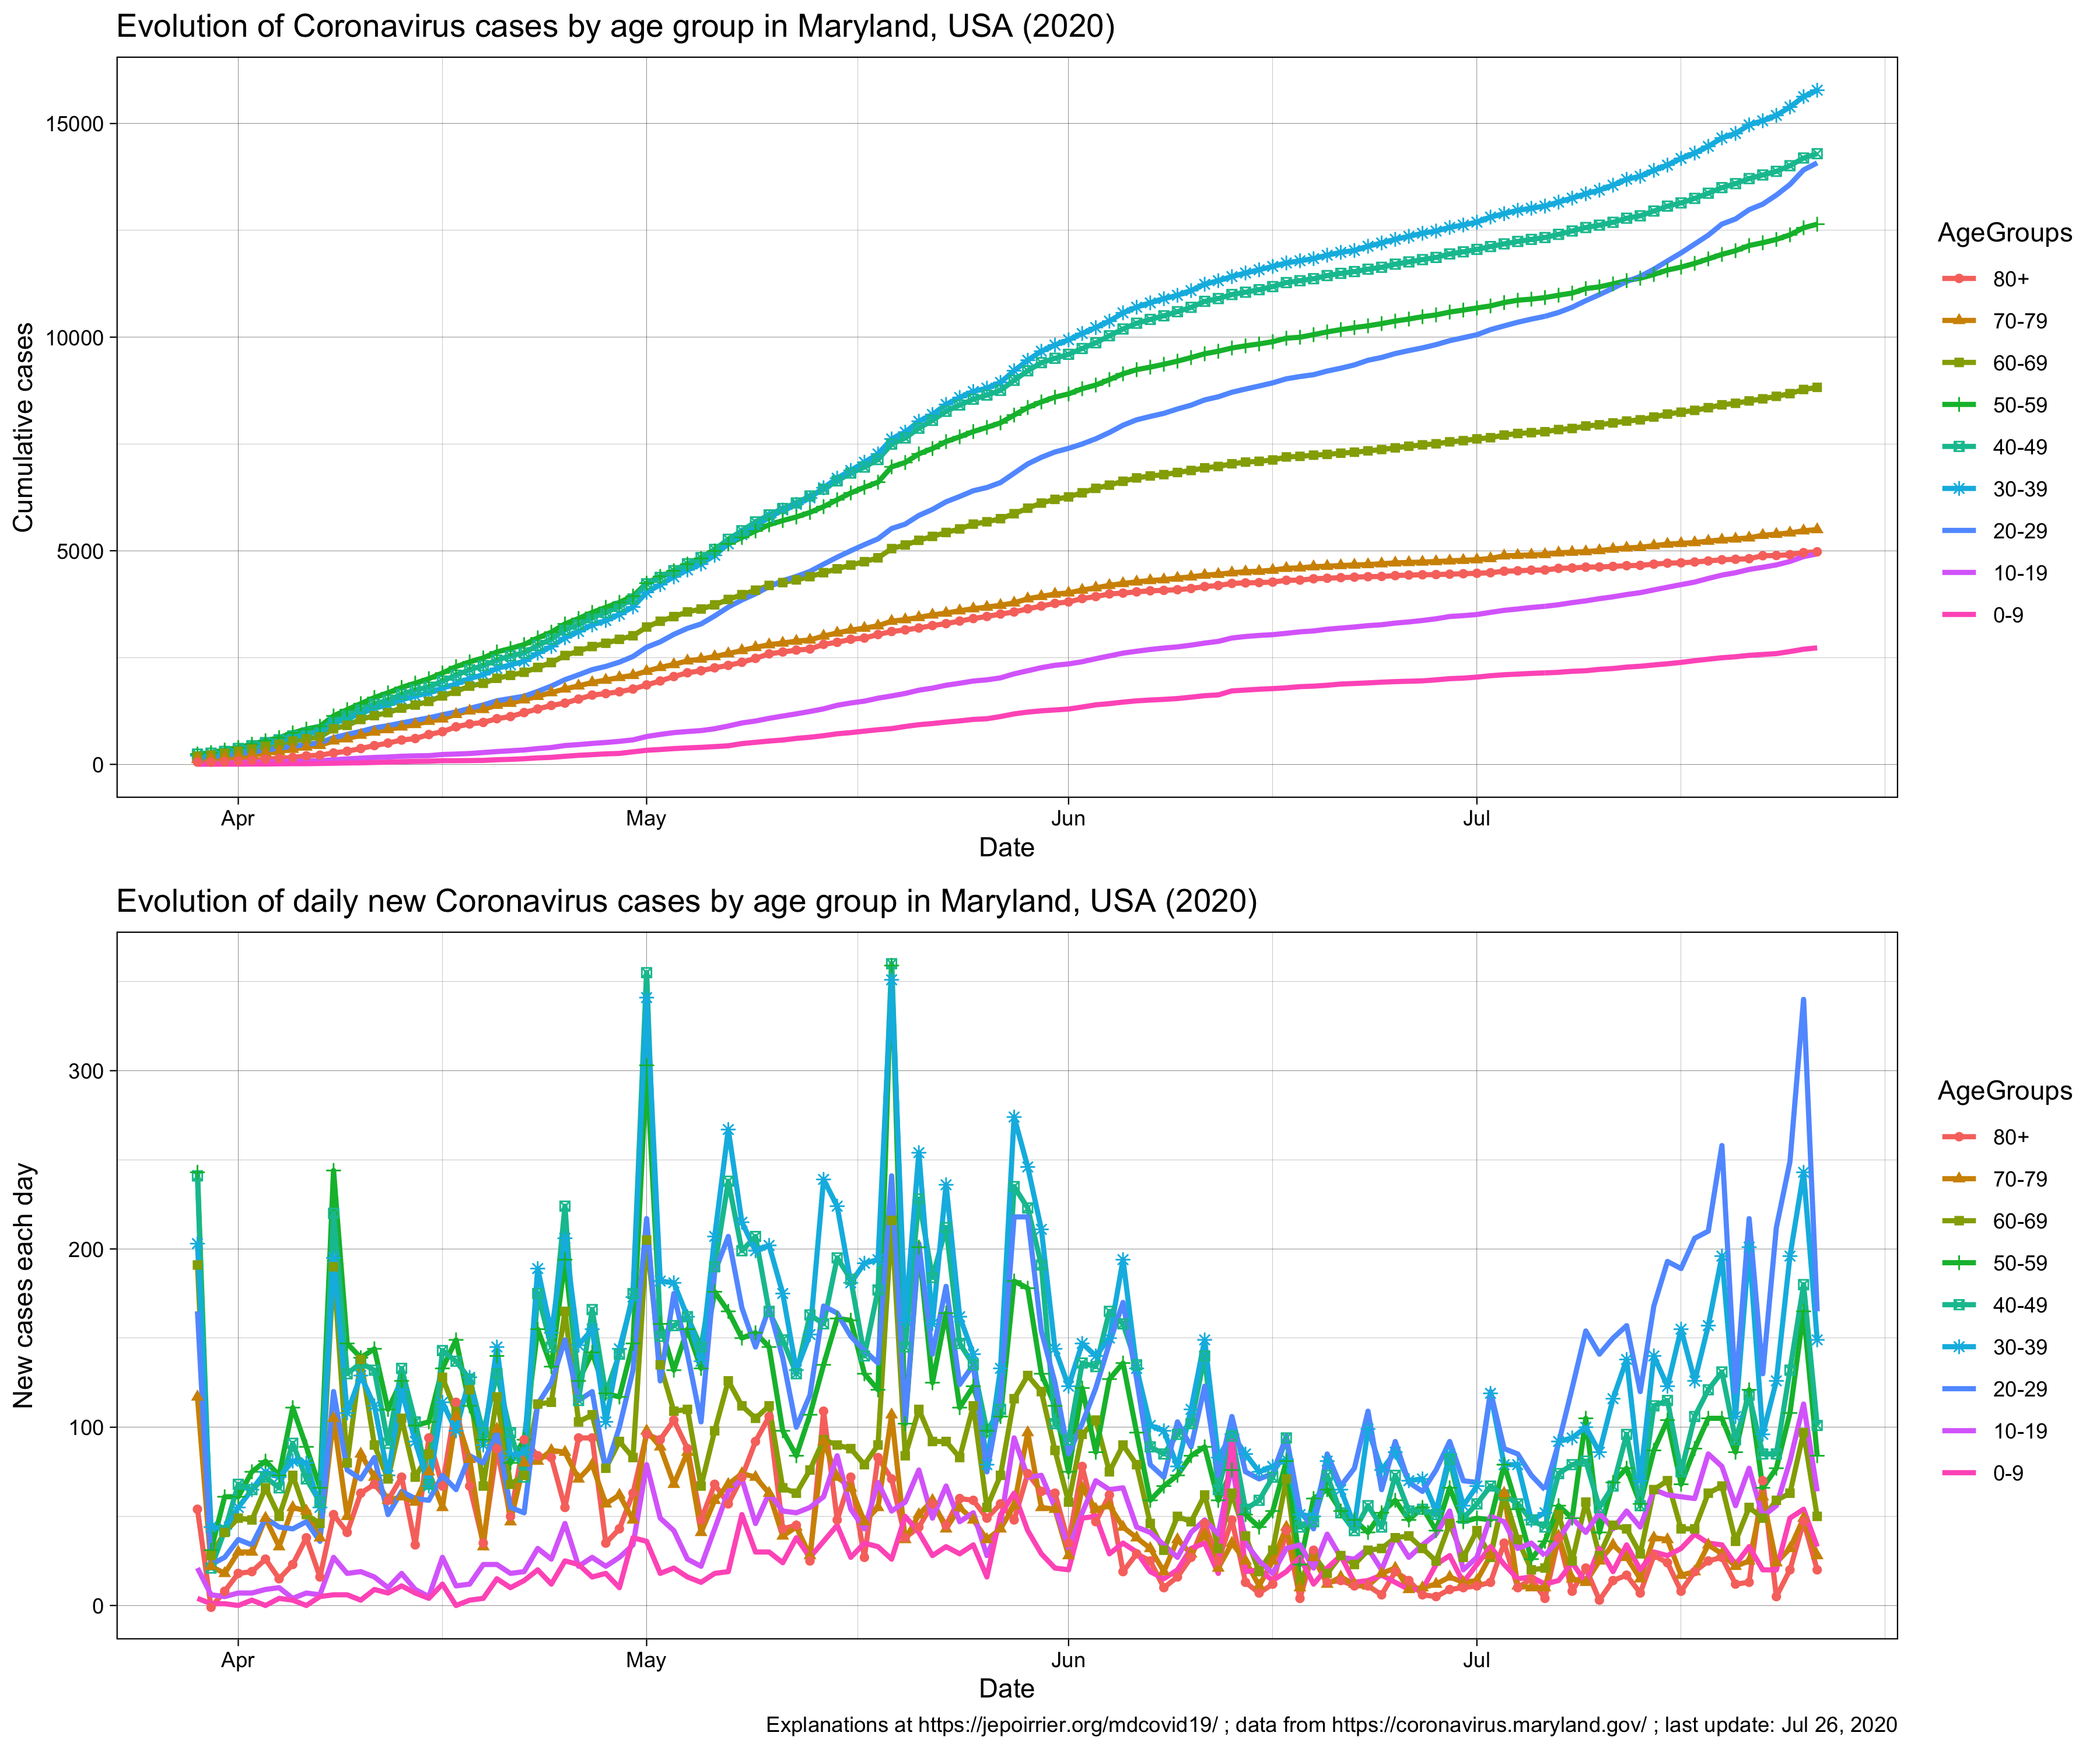 Evolution of Coronavirus cases by age group in Maryland, USA (2020)
15000
10000
5000
0
Cumulative cases
Apr
May
Jun
Jul
Date
AgeGroups
80+
70-79
60-69
50-59
40-49
30-39
20-29
10-19
0-9
Evolution of daily new Coronavirus cases by age group in Maryland, USA (2020)
300
200
100
0
New cases each day
Apr
May
Jun
Jul
Date
AgeGroups
80+
70-79
60-69
50-59
40-49
30-39
20-29
10-19
0-9
Explanations at https://jepoirrier.org/mdcovid19/ ; data from https://coronavirus.maryland.gov/ ; last update: Jul 26, 2020